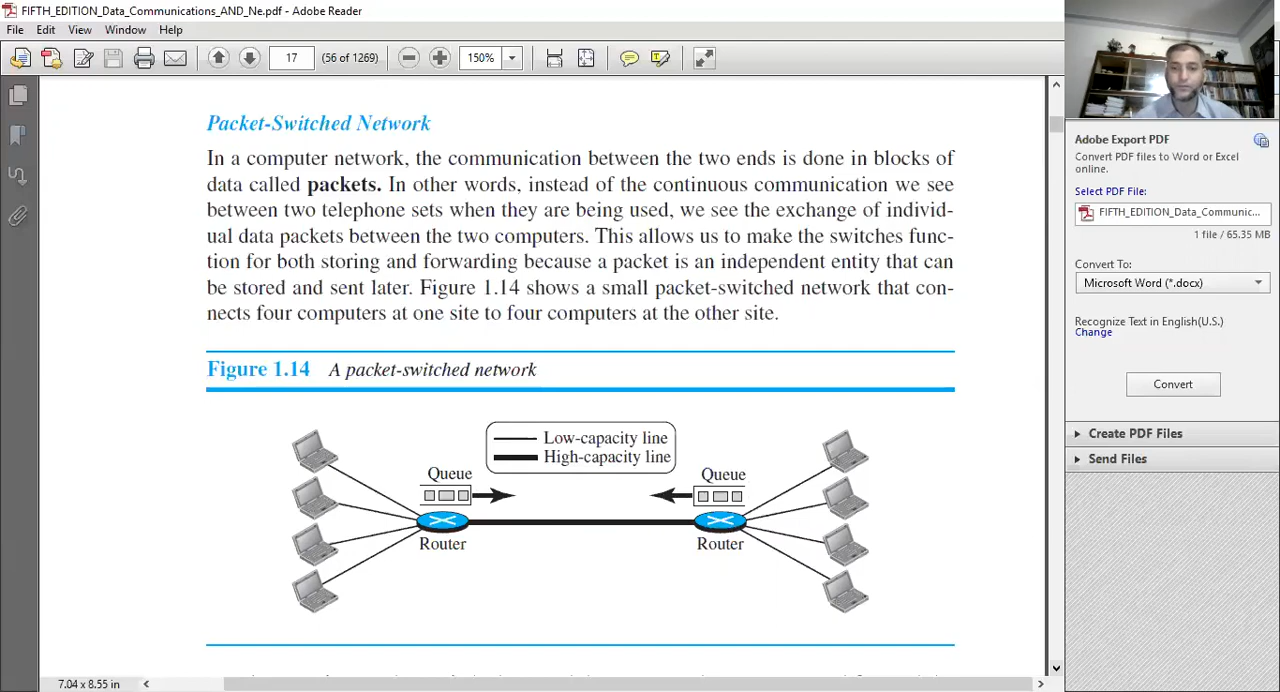 FIFTH_EDITION_Data_Communications_AND_Ne.pdf - Adobe Reader
File Edit View Window Help
17 (56 of 1269) 150%
Packet-Switched Network
In a computer network, the communication between the two ends is done in blocks of
data called packets. In other words, instead of the continuous communication we see
between two telephone sets when they are being used, we see the exchange of individ-
ual data packets between the two computers. This allows us to make the switches func-
tion for both storing and forwarding because a packet is an independent entity that can
be stored and sent later. Figure 1.14 shows a small packet-switched network that con-
nects four computers at one site to four computers at the other site.
Figure 1.14 A packet-switched network
Low-capacity line
High-capacity line
Queue
Queue
Router
Router
7.04 x 8.55 in
Adobe Export PDF
Convert PDF files to Word or Excel
online.
Select PDF File:
FIFTH_EDITION_Data_Communic...
1 file / 65.35 MB
Convert To:
Microsoft Word (*.docx)
Recognize Text in English(U.S.)
Change
Convert
Create PDF Files
Send Files